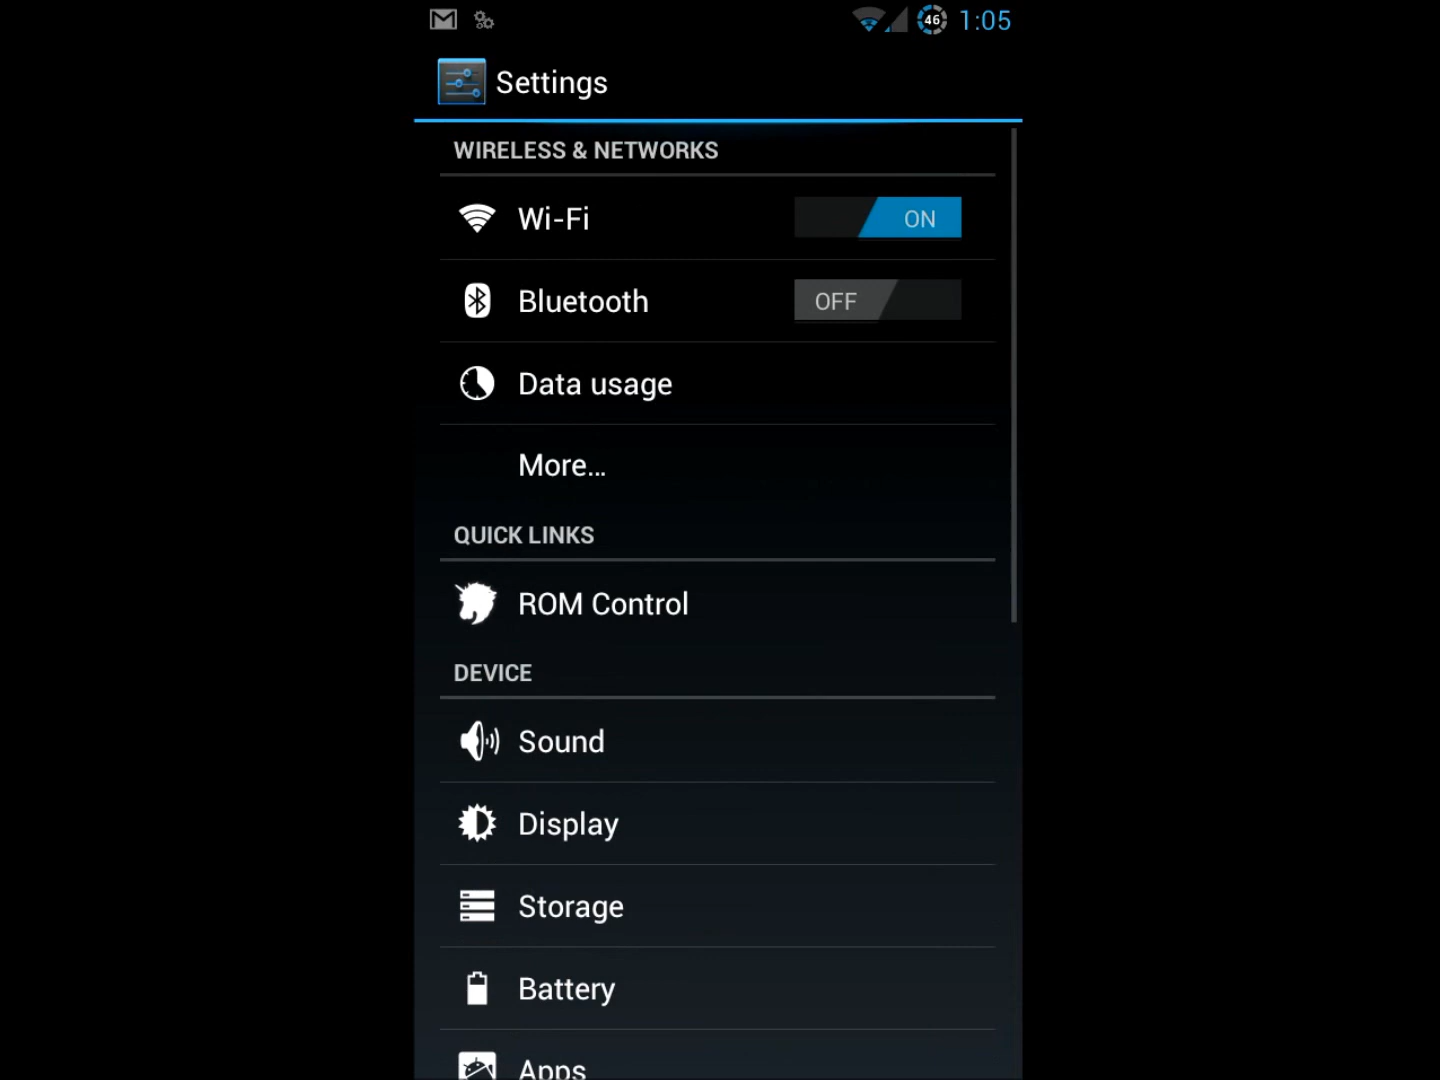 46 1:05
Settings
WIRELESS & NETWORKS
Wi-Fi ON
Bluetooth OFF
Data usage
More...
QUICK LINKS
ROM Control
DEVICE
Sound
Display
Storage
Battery
Apps